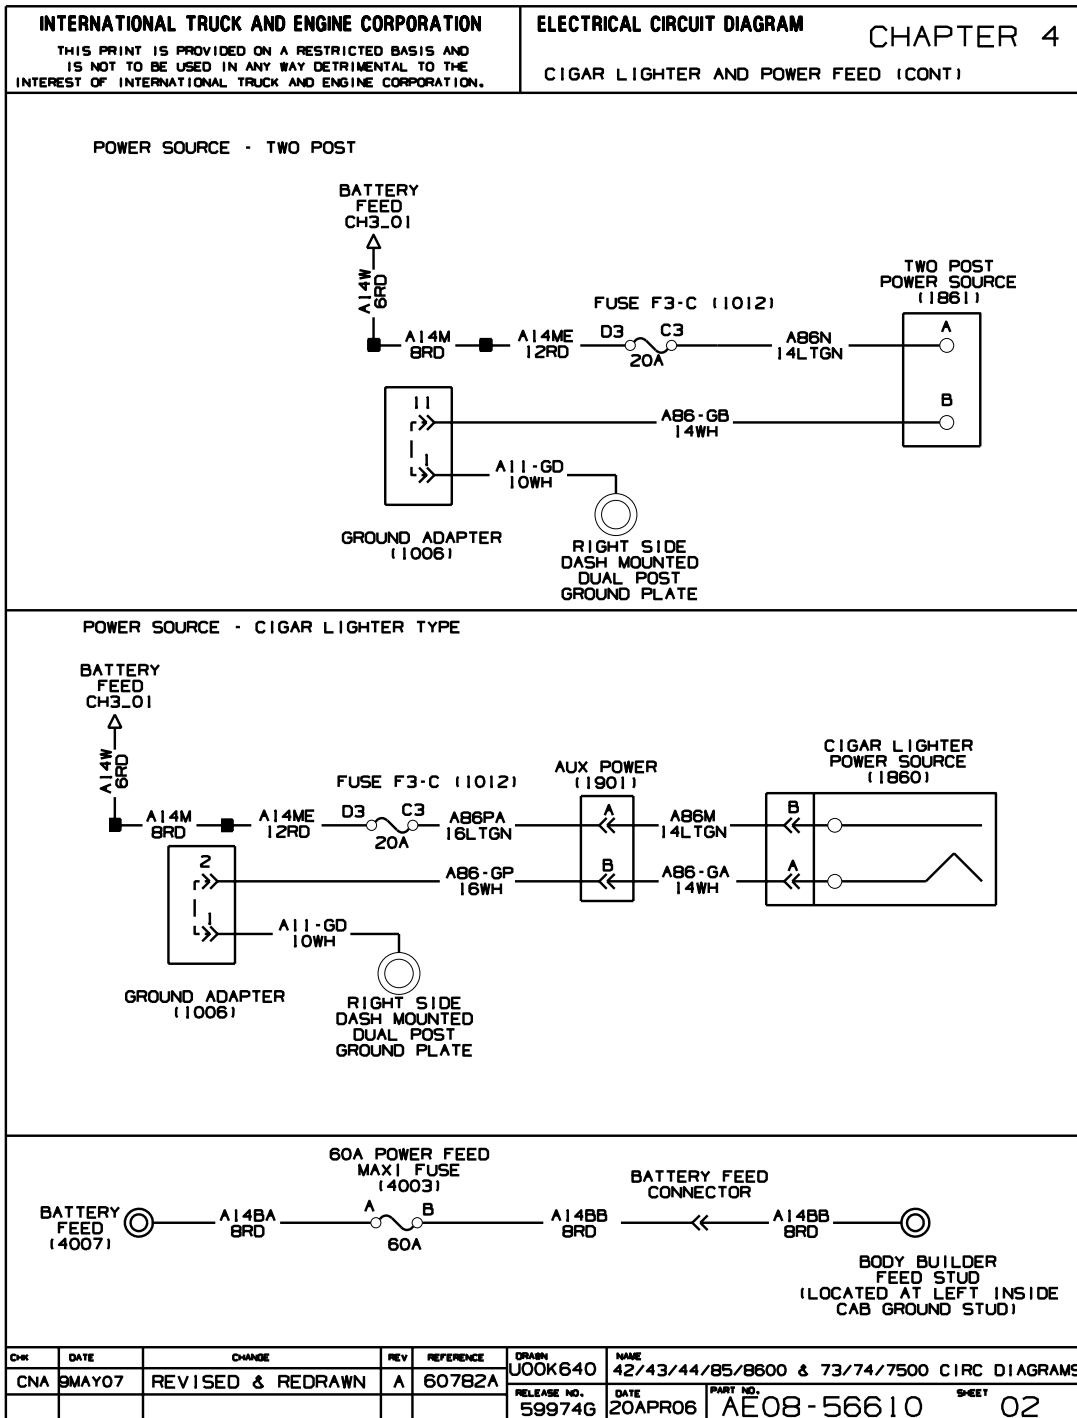 INTERNATIONAL TRUCK AND ENGINE CORPORATION
THIS PRINT IS PROVIDED ON A RESTRICTED BASIS AND
IS NOT TO BE USED IN ANY WAY DETRIMENTAL TO THE
INTEREST OF INTERNATIONAL TRUCK AND ENGINE CORPORATION.
ELECTRICAL CIRCUIT DIAGRAM
CHAPTER 4
CIGAR LIGHTER AND POWER FEED (CONT)
POWER SOURCE - TWO POST
BATTERY
FEED
CH3_01
A14W
6RD
A14M
8RD
A14ME
12RD
FUSE F3-C (1012)
D3
C3
20A
A86N
14LTGN
TWO POST
POWER SOURCE
(1861)
A
B
11
A86-GB
14WH
1
A11-GD
10WH
GROUND ADAPTER
(1006)
RIGHT SIDE
DASH MOUNTED
DUAL POST
GROUND PLATE
POWER SOURCE - CIGAR LIGHTER TYPE
BATTERY
FEED
CH3_01
A14W
6RD
A14M
8RD
A14ME
12RD
FUSE F3-C (1012)
D3
C3
20A
A86PA
16LTGN
AUX POWER
(1901)
A
B
A86M
14LTGN
CIGAR LIGHTER
POWER SOURCE
(1860)
B
A
2
A86-GP
16WH
A86-GA
14WH
1
A11-GD
10WH
GROUND ADAPTER
(1006)
RIGHT SIDE
DASH MOUNTED
DUAL POST
GROUND PLATE
60A POWER FEED
MAXI FUSE
(4003)
BATTERY
FEED
(4007)
A14BA
8RD
A
B
60A
A14BB
8RD
BATTERY FEED
CONNECTOR
A14BB
8RD
BODY BUILDER
FEED STUD
(LOCATED AT LEFT INSIDE
CAB GROUND STUD)
CHK DATE CHANGE REV REFERENCE
CNA 9MAY07 REVISED & REDRAWN A 60782A
DRAWN
U00K640
NAME
42/43/44/85/8600 & 73/74/7500 CIRC DIAGRAMS
RELEASE NO.
59974G
DATE
20APR06
PART NO.
AE08-56610
SHEET
02